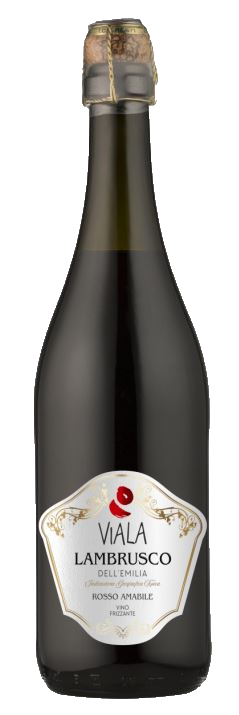 VIALA
LAMBRUSCO
DELL'EMILIA
Indicazione Geografica Tipica
ROSSO AMABILE
VINO
FRIZZANTE